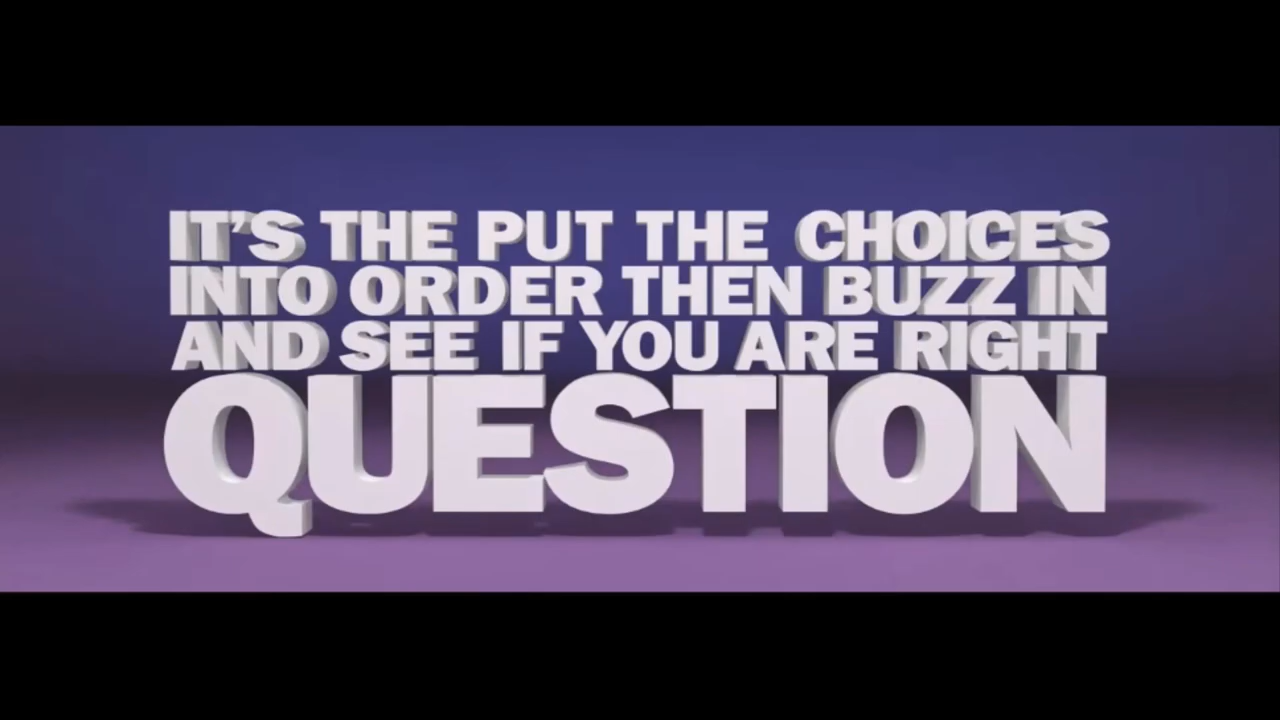 IT'S THE PUT THE CHOICES
INTO ORDER THEN BUZZ IN
AND SEE IF YOU ARE RIGHT
QUESTION